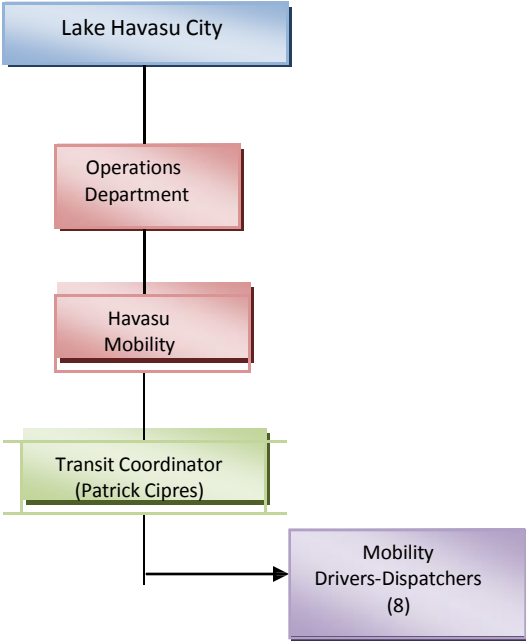 Lake Havasu City
Operations
Department
Havasu
Mobility
Transit Coordinator
(Patrick Cipres)
Mobility
Drivers-Dispatchers
(8)